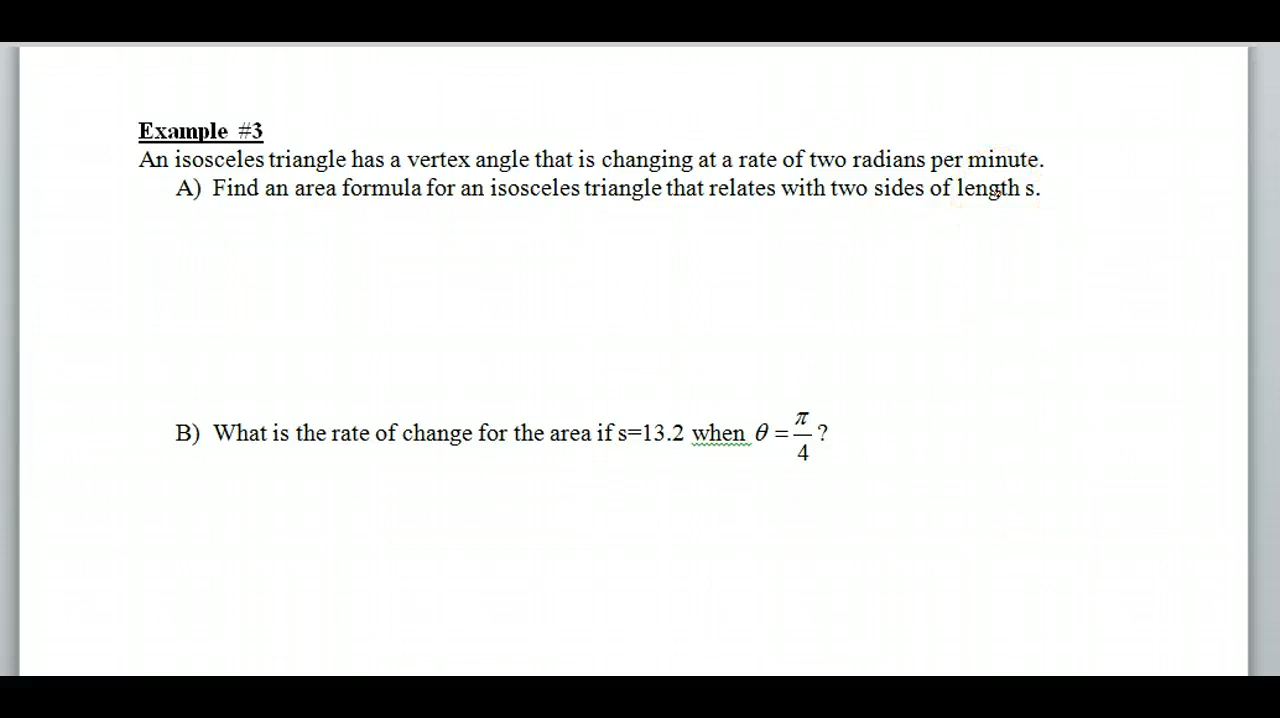 Example #3
An isosceles triangle has a vertex angle that is changing at a rate of two radians per minute.
A) Find an area formula for an isosceles triangle that relates with two sides of length s.
B) What is the rate of change for the area if s=13.2 when θ = π/4 ?